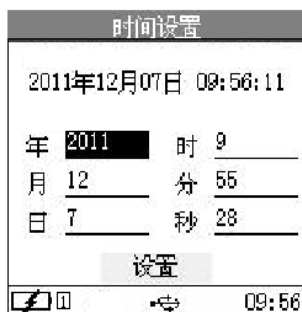 时间设置
2011年12月07日 09:56:11
年 2011 时 9
月 12 分 55
日 7 秒 28
设置
1 09:56